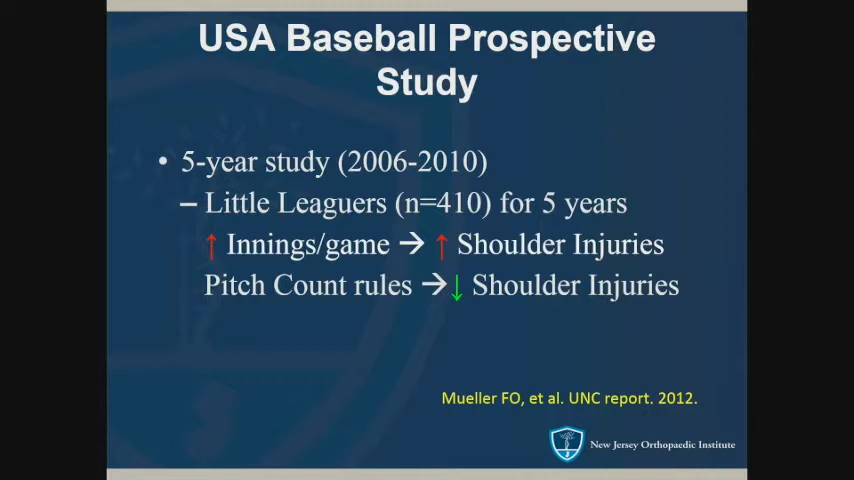 USA Baseball Prospective
Study
• 5-year study (2006-2010)
– Little Leaguers (n=410) for 5 years
↑ Innings/game → ↑ Shoulder Injuries
Pitch Count rules → ↓ Shoulder Injuries
Mueller FO, et al. UNC report. 2012.
New Jersey Orthopaedic Institute